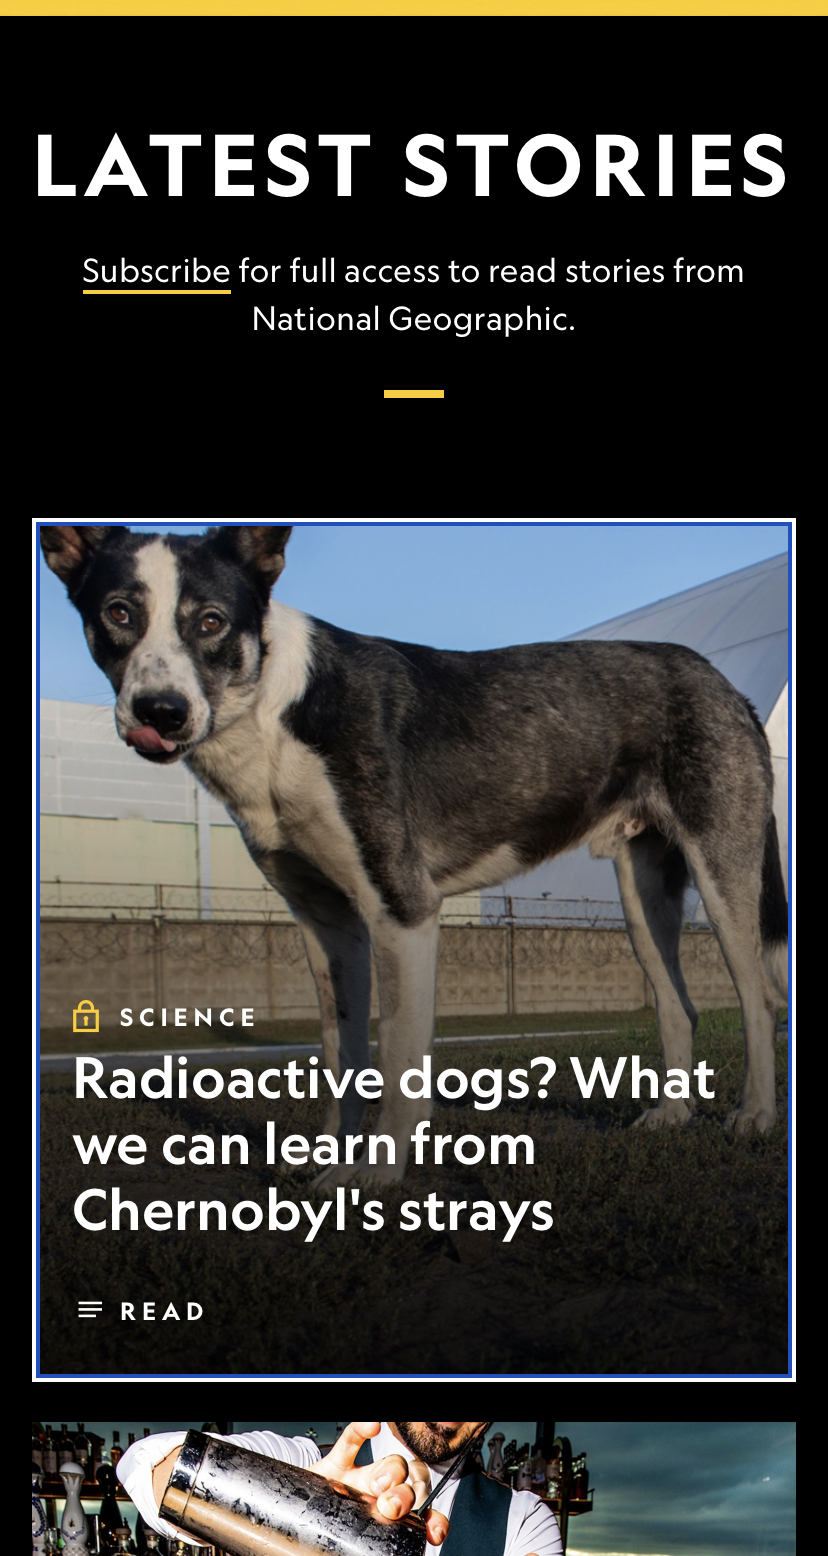 LATEST STORIES
Subscribe for full access to read stories from
National Geographic.
SCIENCE
Radioactive dogs? What
we can learn from
Chernobyl's strays
READ